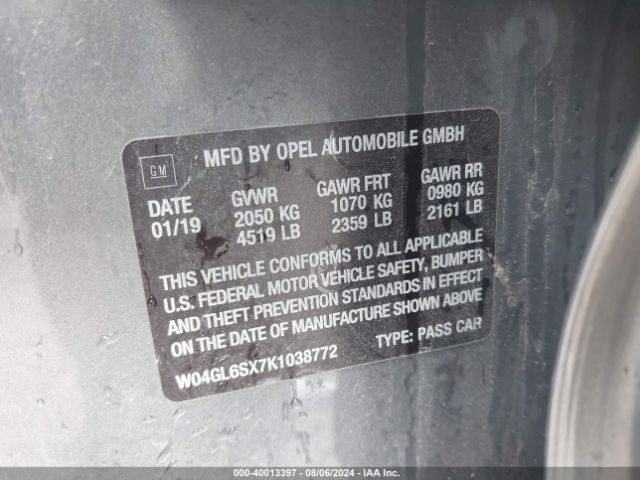 GM
MFD BY OPEL AUTOMOBILE GMBH
DATE GVWR GAWR FRT GAWR RR
01/19 2050 KG 1070 KG 0980 KG
4519 LB 2359 LB 2161 LB
THIS VEHICLE CONFORMS TO ALL APPLICABLE
U.S. FEDERAL MOTOR VEHICLE SAFETY, BUMPER
AND THEFT PREVENTION STANDARDS IN EFFECT
ON THE DATE OF MANUFACTURE SHOWN ABOVE
W04GL6SX7K1038772 TYPE: PASS CAR
000-40013397 - 08/06/2024 - IAA Inc.